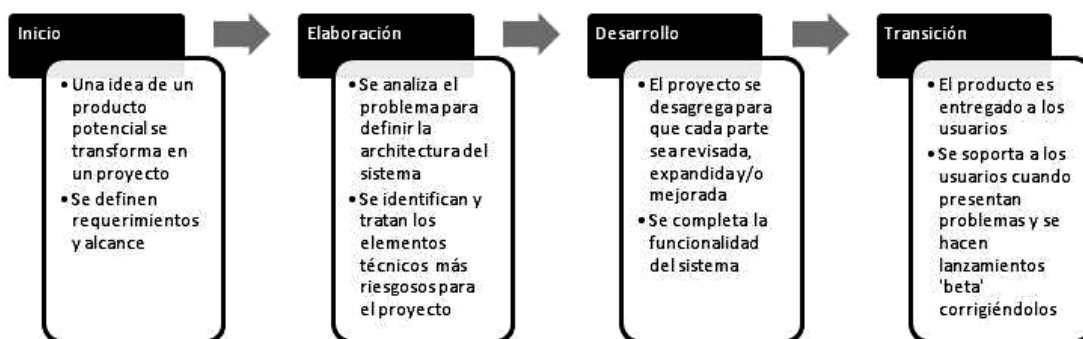 Inicio
• Una idea de un
producto
potencial se
transforma en
un proyecto
• Se definen
requerimientos
y alcance
Elaboración
• Se analiza el
problema para
definir la
architectura del
sistema
• Se identifican y
tratan los
elementos
técnicos más
riesgosos para
el proyecto
Desarrollo
• El proyecto se
desagrega para
que cada parte
sea revisada,
expandida y/o
mejorada
• Se completa la
funcionalidad
del sistema
Transición
• El producto es
entregado a los
usuarios
• Se soporta a los
usuarios cuando
presentan
problemas y se
hacen
lanzamientos
'beta'
corrigiéndolos